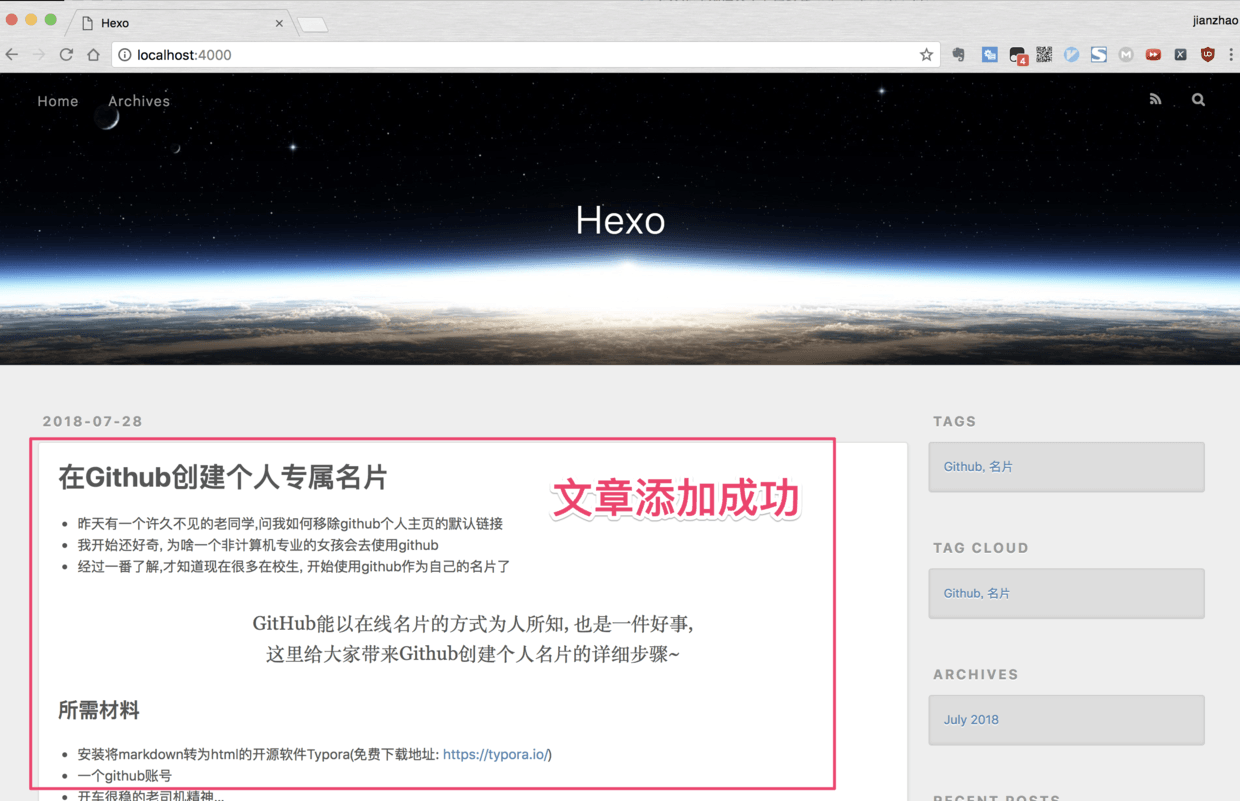 Hexo
jianzhao
localhost:4000
4
Home
Archives
Hexo
2018-07-28
在Github创建个人专属名片
文章添加成功
昨天有一个许久不见的老同学,问我如何移除github个人主页的默认链接
我开始还好奇, 为啥一个非计算机专业的女孩会去使用github
经过一番了解,才知道现在很多在校生, 开始使用github作为自己的名片了
GitHub能以在线名片的方式为人所知, 也是一件好事,
这里给大家带来Github创建个人名片的详细步骤~
所需材料
安装将markdown转为html的开源软件Typora(免费下载地址: https://typora.io/)
一个github账号
开车很稳的老司机精神...
TAGS
Github, 名片
TAG CLOUD
Github, 名片
ARCHIVES
July 2018
RECENT POSTS